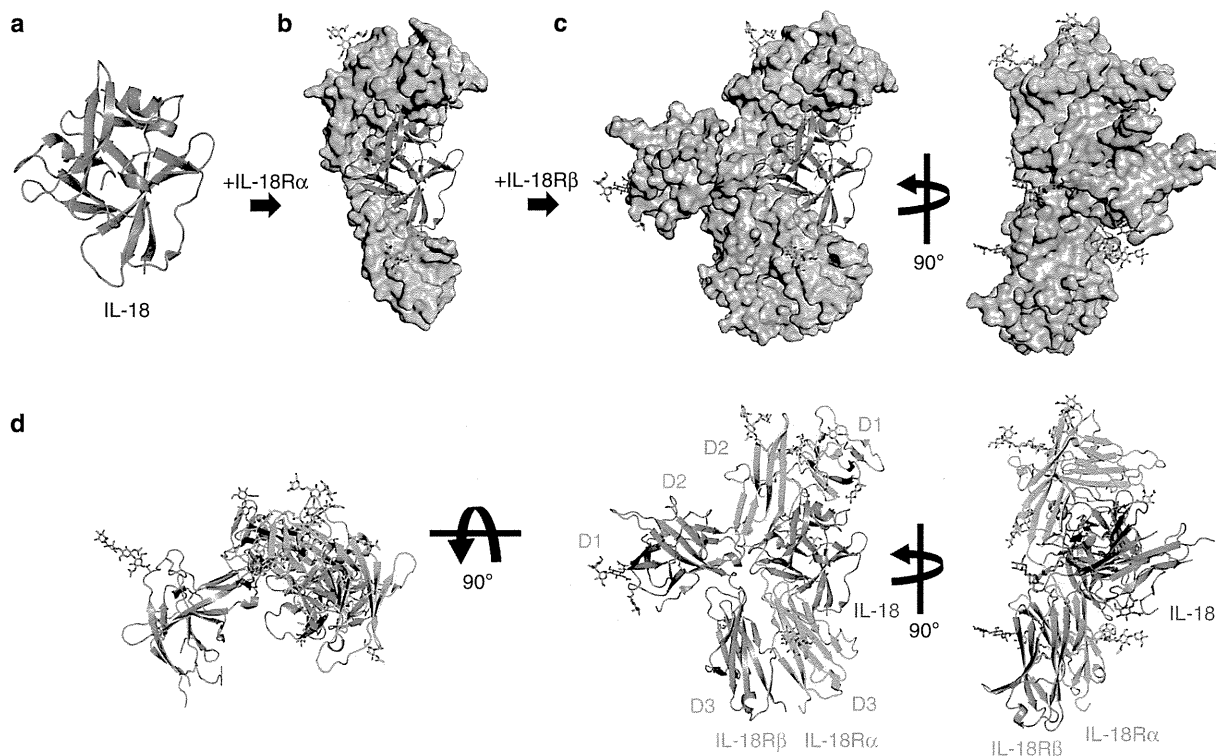 a
b
c
+IL-18Rα
+IL-18Rβ
90°
IL-18
d
D1
D2
D2
D1
90°
IL-18
90°
IL-18
D3
D3
IL-18Rβ
IL-18Rα
IL-18Rβ
IL-18Rα